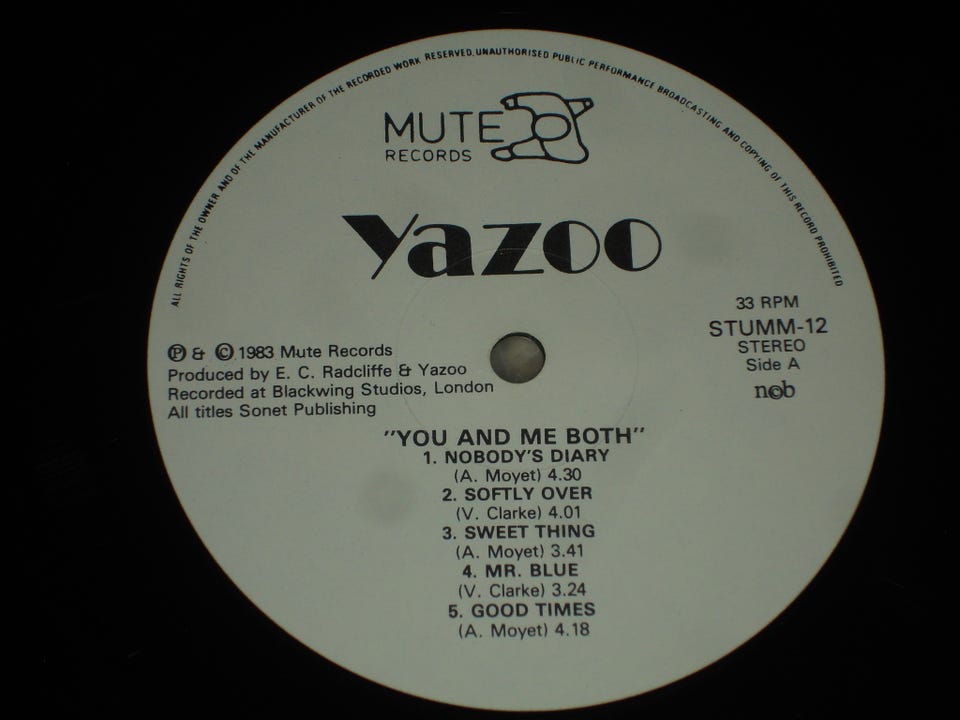 ALL RIGHTS OF THE OWNER AND OF THE MANUFACTURER OF THE RECORDED WORK RESERVED. UNAUTHORISED PUBLIC PERFORMANCE BROADCASTING AND COPYING OF THIS RECORD PROHIBITED
MUTE
RECORDS
Yazoo
33 RPM
STUMM-12
STEREO
Side A
n©b
Ⓟ & © 1983 Mute Records
Produced by E. C. Radcliffe & Yazoo
Recorded at Blackwing Studios, London
All titles Sonet Publishing
"YOU AND ME BOTH"
1. NOBODY'S DIARY
(A. Moyet) 4.30
2. SOFTLY OVER
(V. Clarke) 4.01
3. SWEET THING
(A. Moyet) 3.41
4. MR. BLUE
(V. Clarke) 3.24
5. GOOD TIMES
(A. Moyet) 4.18